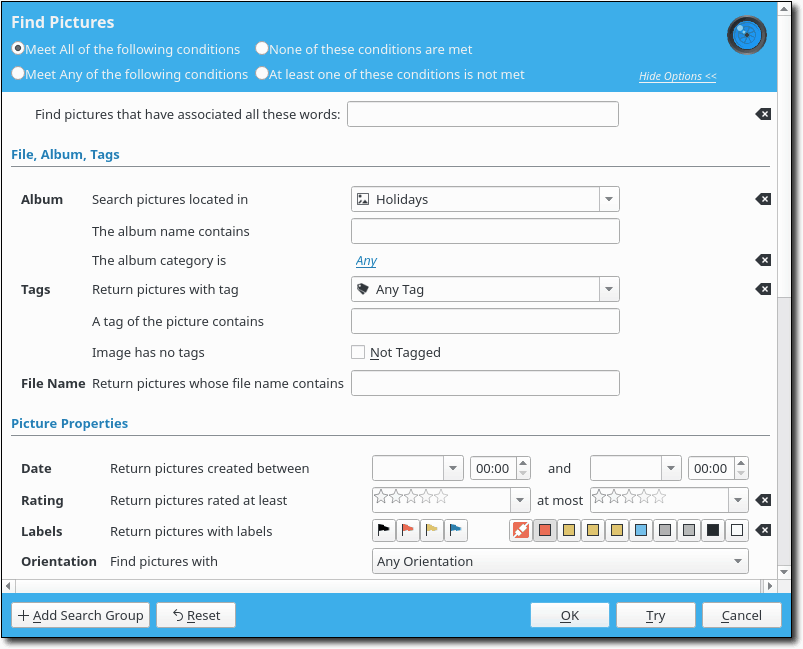 Find Pictures
Meet All of the following conditions None of these conditions are met
Meet Any of the following conditions At least one of these conditions is not met
Hide Options <<
Find pictures that have associated all these words:
File, Album, Tags
Album Search pictures located in Holidays
The album name contains
The album category is Any
Tags Return pictures with tag Any Tag
A tag of the picture contains
Image has no tags Not Tagged
File Name Return pictures whose file name contains
Picture Properties
Date Return pictures created between 00:00 and 00:00
Rating Return pictures rated at least at most
Labels Return pictures with labels
Orientation Find pictures with Any Orientation
Add Search Group Reset OK Try Cancel